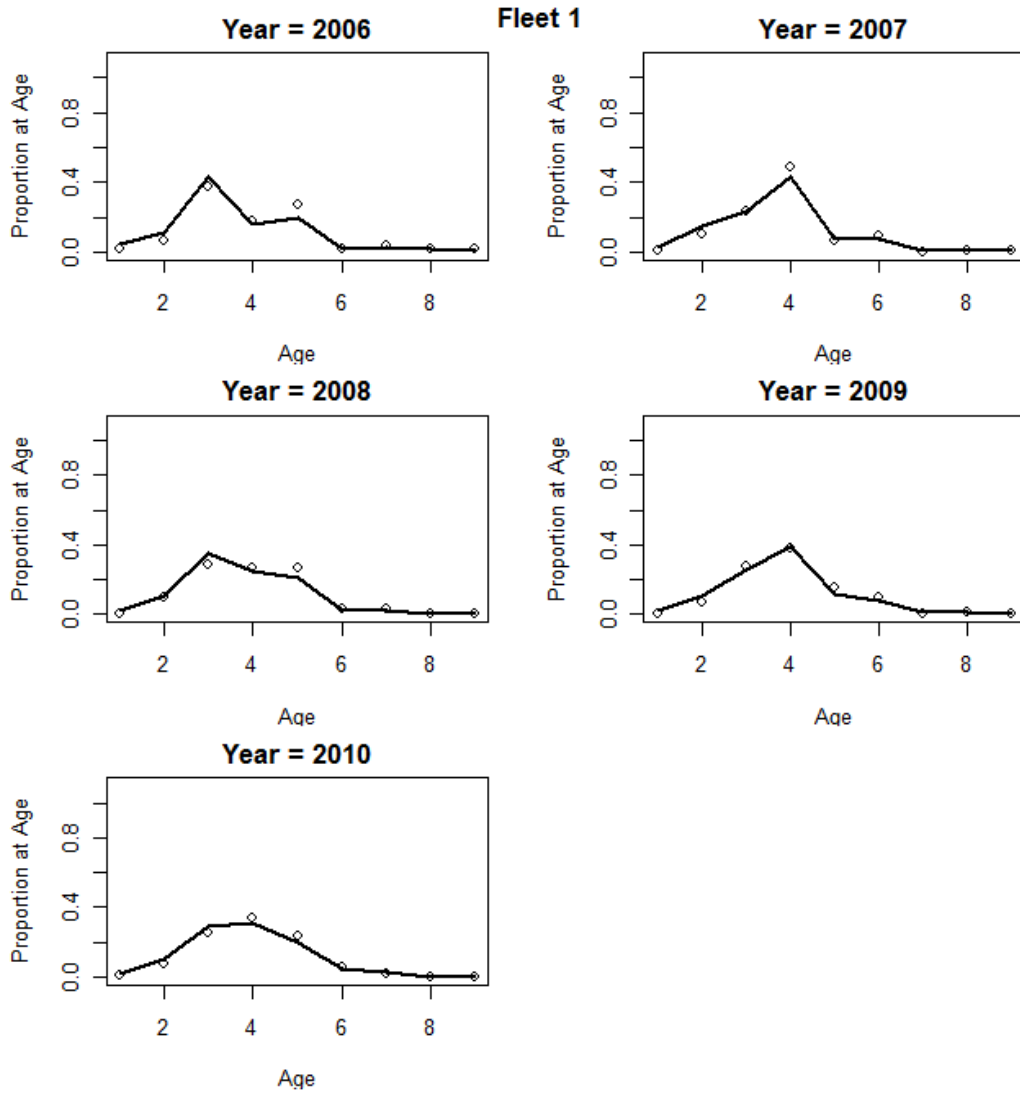 Fleet 1
Year = 2006
Proportion at Age
0.0 0.4 0.8
2 4 6 8
Age
Year = 2007
Proportion at Age
0.0 0.4 0.8
2 4 6 8
Age
Year = 2008
Proportion at Age
0.0 0.4 0.8
2 4 6 8
Age
Year = 2009
Proportion at Age
0.0 0.4 0.8
2 4 6 8
Age
Year = 2010
Proportion at Age
0.0 0.4 0.8
2 4 6 8
Age